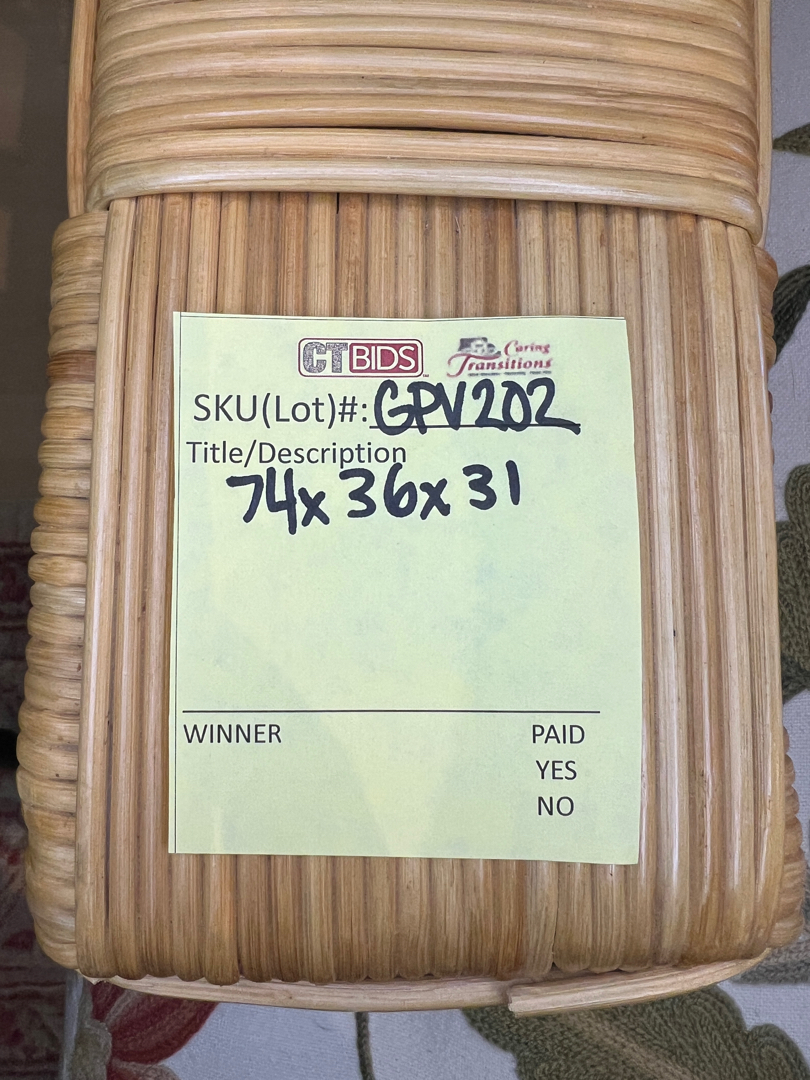 CTBIDS
Caring
Transitions
SKU(Lot)#: GPV202
Title/Description
74x36x31
WINNER
PAID
YES
NO